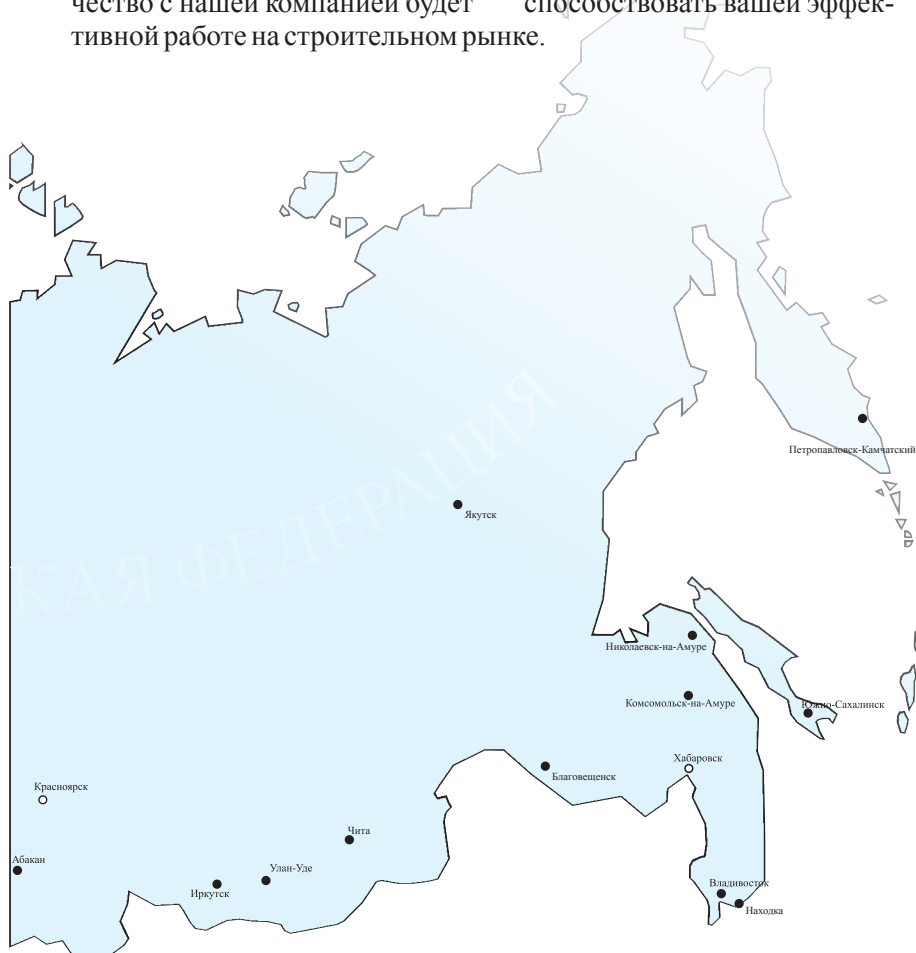 чество с нашей компанией будет способствовать вашей эффек-
тивной работе на строительном рынке.
Петропавловск-Камчатский
Якутск
КАЯ ФЕДЕРАЦИЯ
Николаевск-на-Амуре
Комсомольск-на-Амуре
Южно-Сахалинск
Хабаровск
Благовещенск
Красноярск
Чита
Абакан
Улан-Уде
Иркутск
Владивосток
Находка